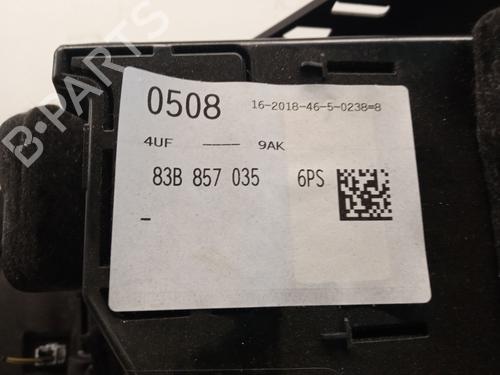 0508 16-2018-46-5-0238=8
4UF ---- 9AK
83B 857 035 6PS
-
B-PARTS